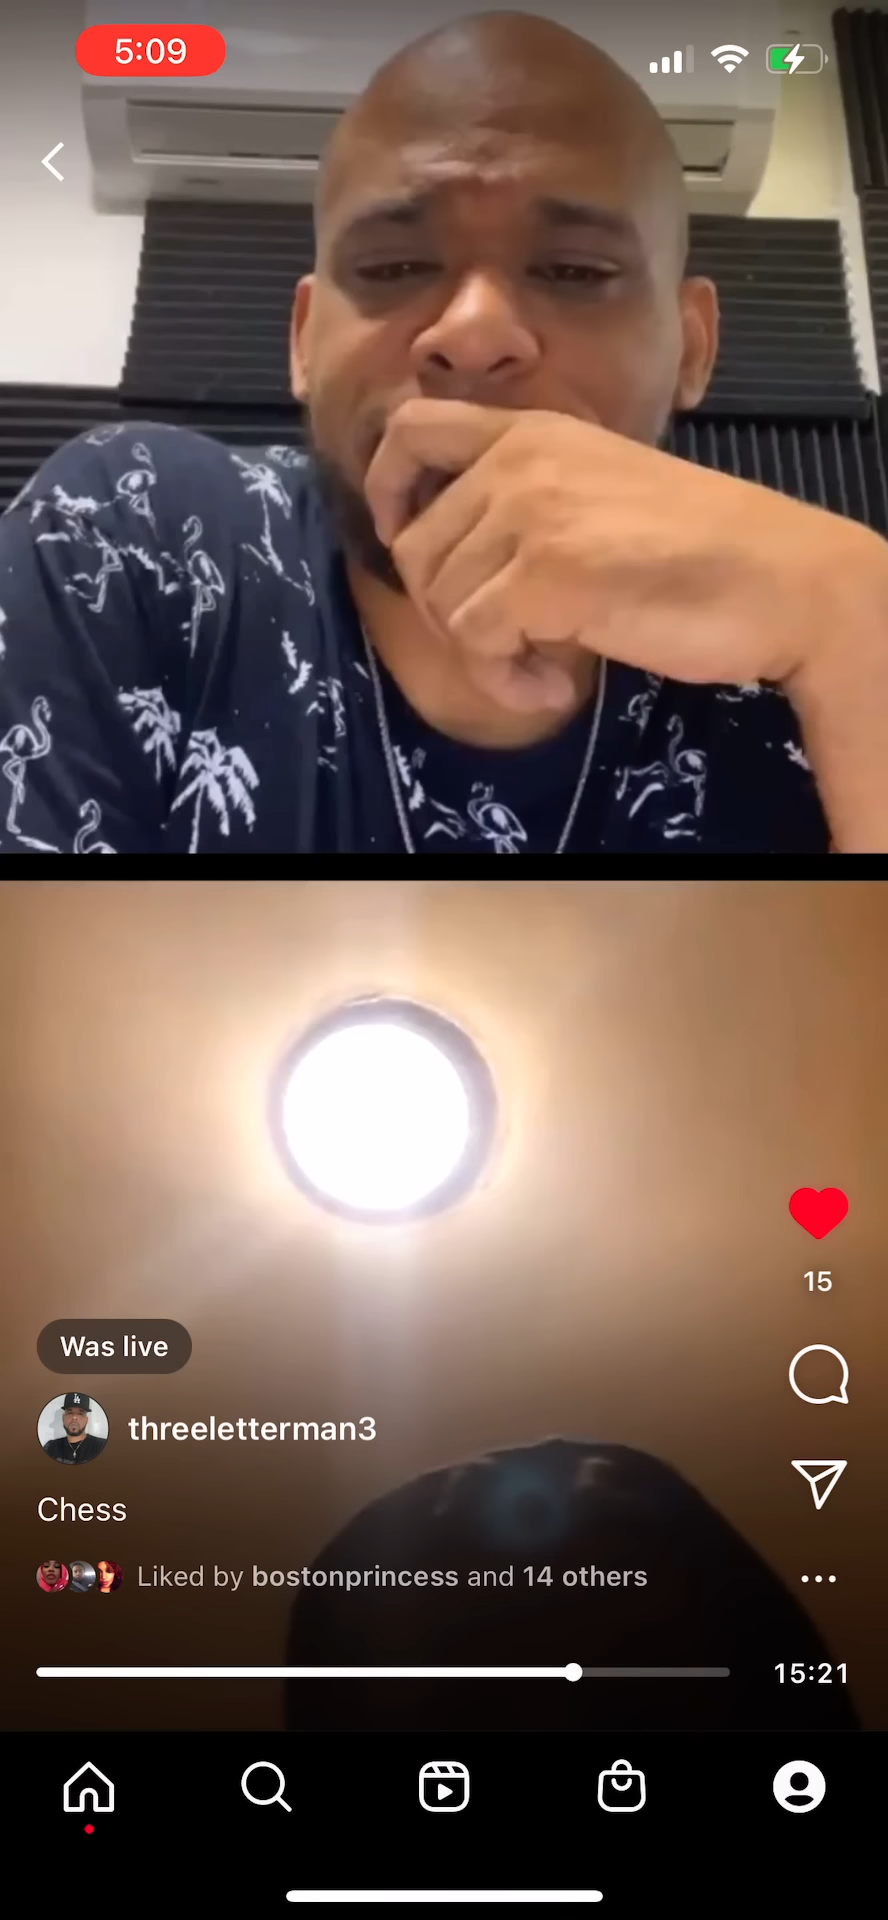 5:09
15
Was live
threeletterman3
Chess
Liked by bostonprincess and 14 others
15:21